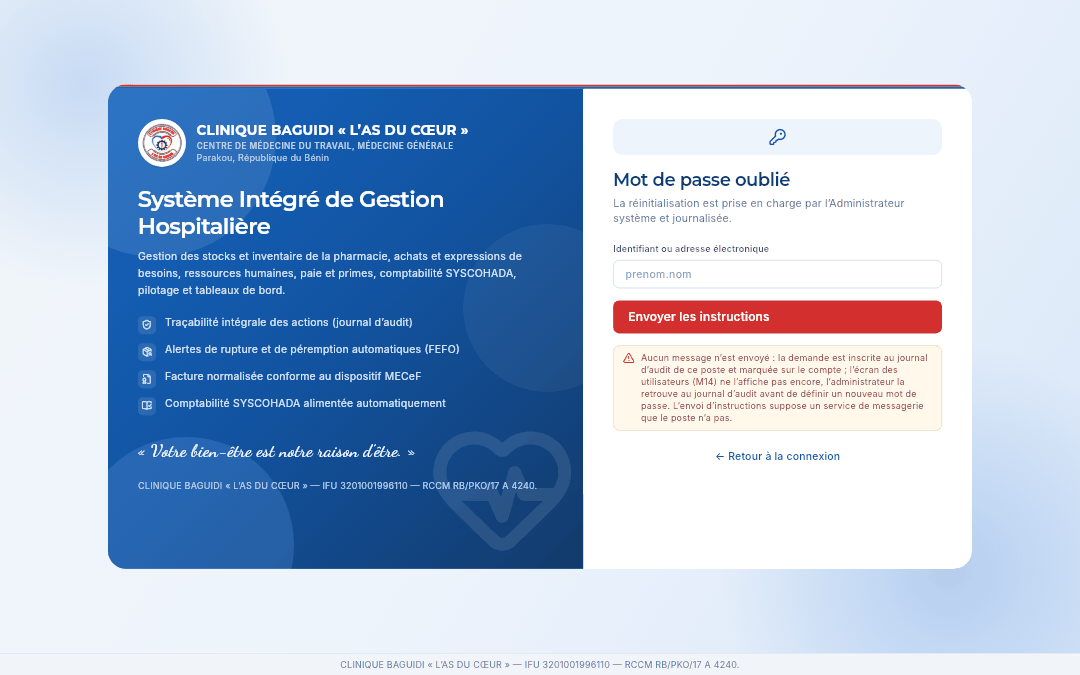 CLINIQUE BAGUIDI « L’AS DU CŒUR »
CENTRE DE MÉDECINE DU TRAVAIL, MÉDECINE GÉNÉRALE
Parakou, République du Bénin
Système Intégré de Gestion
Hospitalière
Gestion des stocks et inventaire de la pharmacie, achats et expressions de
besoins, ressources humaines, paie et primes, comptabilité SYSCOHADA,
pilotage et tableaux de bord.
Traçabilité intégrale des actions (journal d’audit)
Alertes de rupture et de péremption automatiques (FEFO)
Facture normalisée conforme au dispositif MECeF
Comptabilité SYSCOHADA alimentée automatiquement
« Votre bien-être est notre raison d’être. »
CLINIQUE BAGUIDI « L’AS DU CŒUR » — IFU 3201001996110 — RCCM RB/PKO/17 A 4240.
Mot de passe oublié
La réinitialisation est prise en charge par l’Administrateur
système et journalisée.
Identifiant ou adresse électronique
prenom.nom
Envoyer les instructions
Aucun message n’est envoyé : la demande est inscrite au journal
d’audit de ce poste et marquée sur le compte ; l’écran des
utilisateurs (M14) ne l’affiche pas encore, l’administrateur la
retrouve au journal d’audit avant de définir un nouveau mot de
passe. L’envoi d’instructions suppose un service de messagerie
que le poste n’a pas.
← Retour à la connexion
CLINIQUE BAGUIDI « L’AS DU CŒUR » — IFU 3201001996110 — RCCM RB/PKO/17 A 4240.